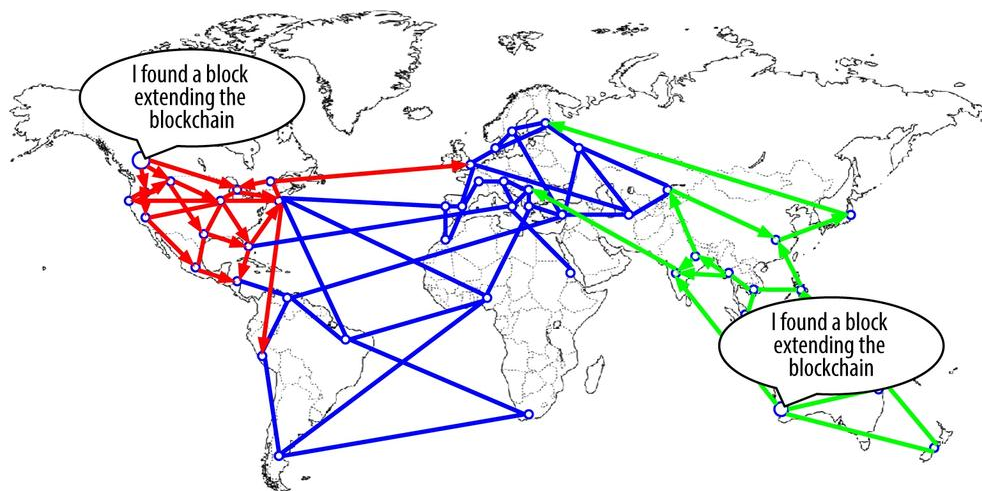 I found a block
extending the
blockchain
I found a block
extending the
blockchain